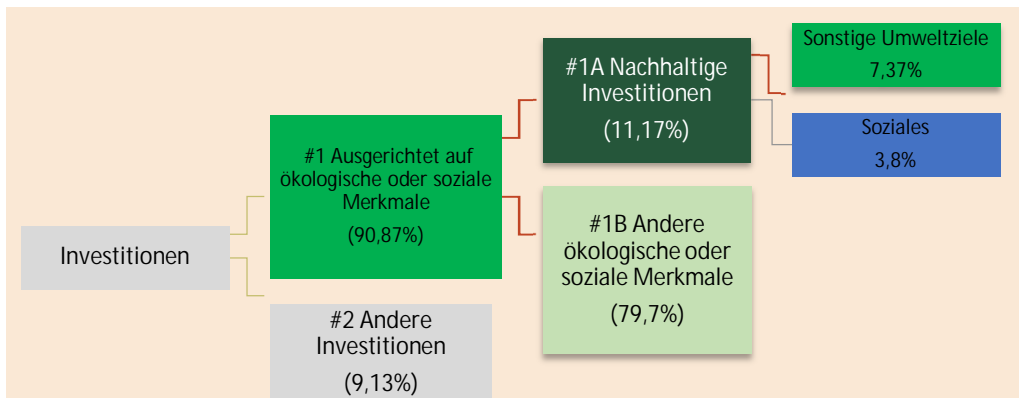 Investitionen
#1 Ausgerichtet auf
ökologische oder soziale
Merkmale
(90,87%)
#2 Andere
Investitionen
(9,13%)
#1A Nachhaltige
Investitionen
(11,17%)
#1B Andere
ökologische oder
soziale Merkmale
(79,7%)
Sonstige Umweltziele
7,37%
Soziales
3,8%